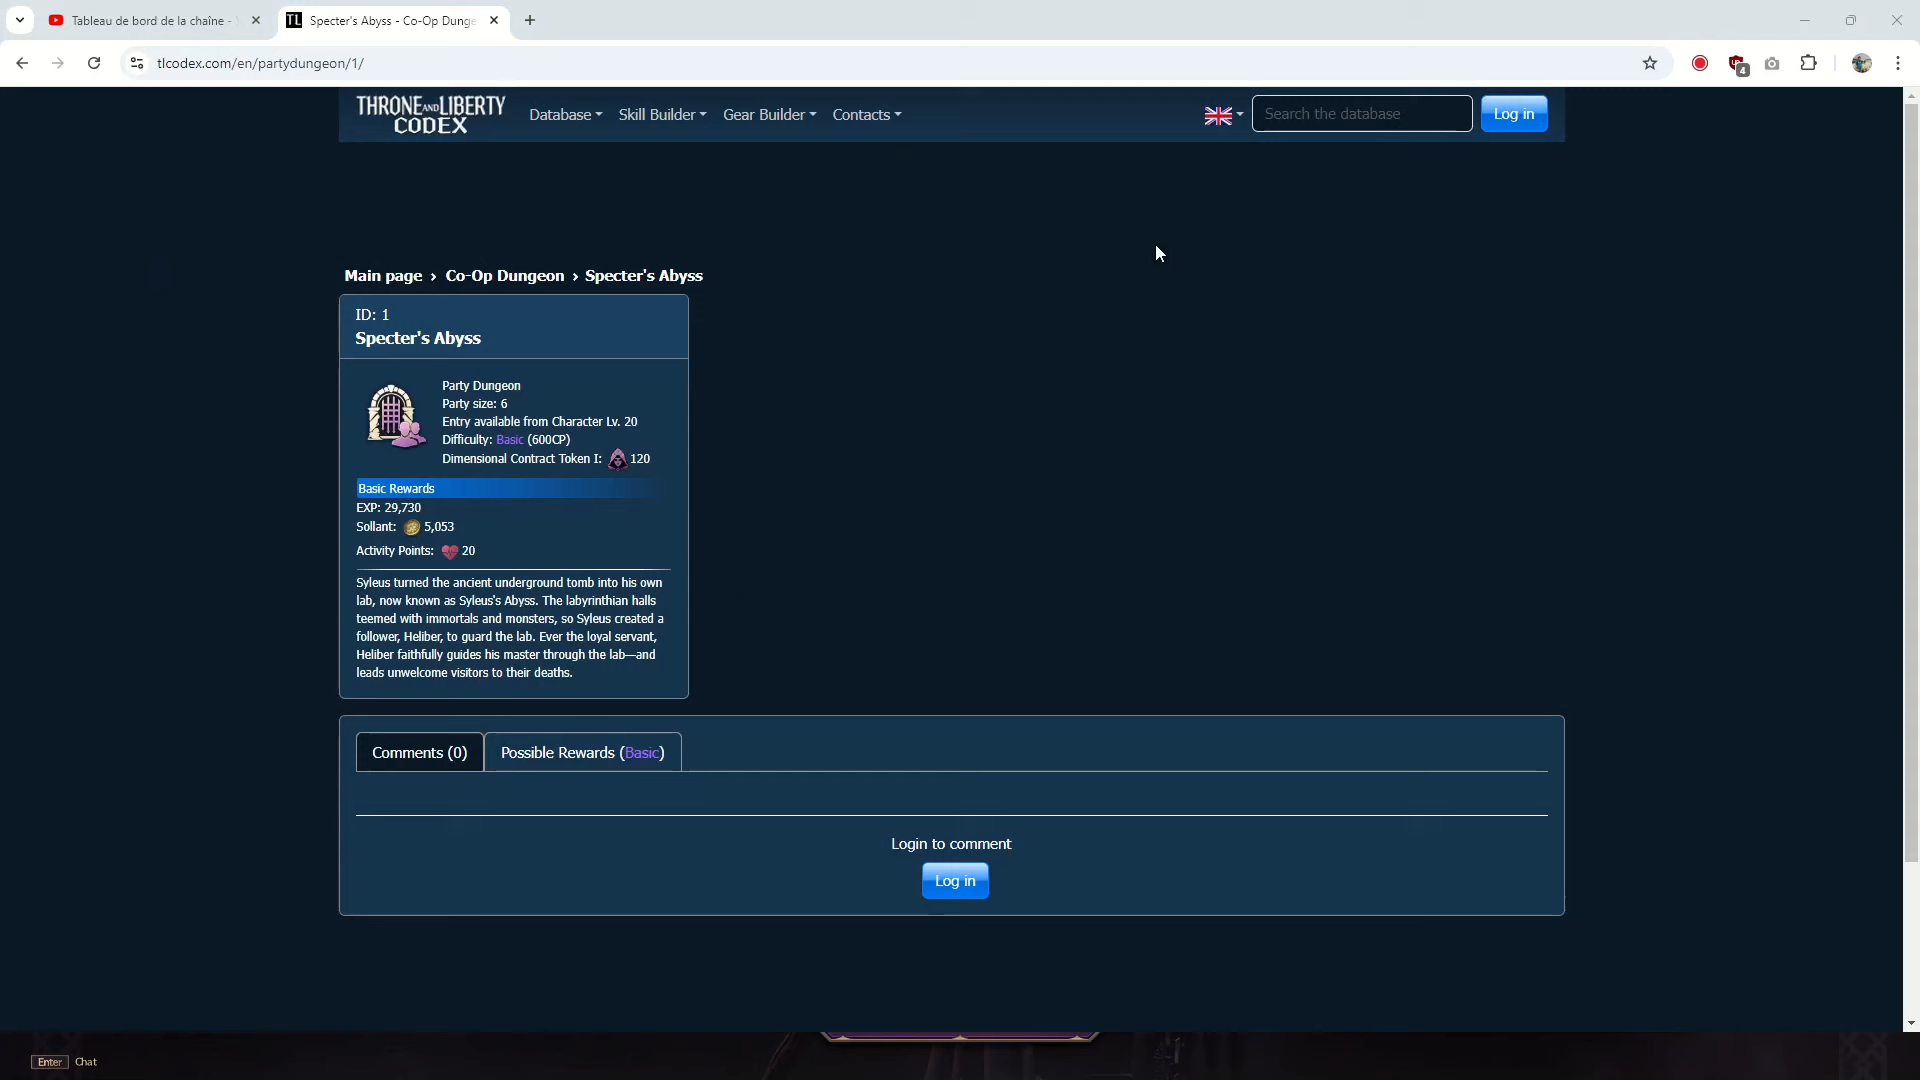 Tableau de bord de la chaîne -
Specter's Abyss - Co-Op Dunge
tlcodex.com/en/partydungeon/1/
4
THRONE AND LIBERTY
CODEX
Database
Skill Builder
Gear Builder
Contacts
Search the database
Log in
Main page › Co-Op Dungeon › Specter's Abyss
ID: 1
Specter's Abyss
Party Dungeon
Party size: 6
Entry available from Character Lv. 20
Difficulty: Basic (600CP)
Dimensional Contract Token I: 120
Basic Rewards
EXP: 29,730
Sollant: 5,053
Activity Points: 20
Syleus turned the ancient underground tomb into his own
lab, now known as Syleus's Abyss. The labyrinthian halls
teemed with immortals and monsters, so Syleus created a
follower, Heliber, to guard the lab. Ever the loyal servant,
Heliber faithfully guides his master through the lab—and
leads unwelcome visitors to their deaths.
Comments (0)
Possible Rewards (Basic)
Login to comment
Log in
Enter Chat